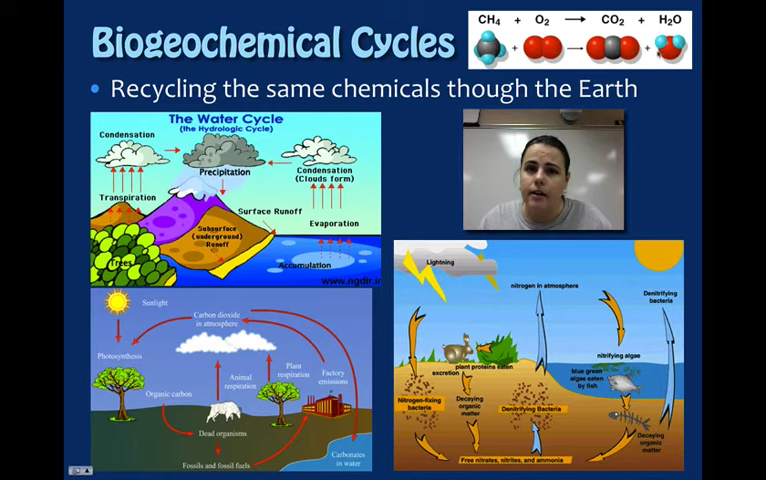 Biogeochemical Cycles
CH4 + O2 → CO2 + H2O
+ → +
• Recycling the same chemicals though the Earth
The Water Cycle
(the Hydrologic Cycle)
Condensation
Precipitation
Condensation
(Clouds form)
Transpiration
Surface Runoff
Evaporation
Subsurface
(underground)
Runoff
Trees
Accumulation
www.ngdir.ir
Sunlight
Carbon dioxide
in atmosphere
Photosynthesis
Plant
respiration
Factory
emissions
Animal
respiration
Organic carbon
Dead organisms
Fossils and fossil fuels
Carbonates
in water
Lightning
nitrogen in atmosphere
Denitrifying
bacteria
nitrifying algae
plant proteins eaten
excretion
blue green
algae eaten
by fish
Nitrogen-fixing
bacteria
Decaying
organic
matter
Denitrifying Bacteria
Decaying
organic
matter
Free nitrates, nitrites, and ammonia